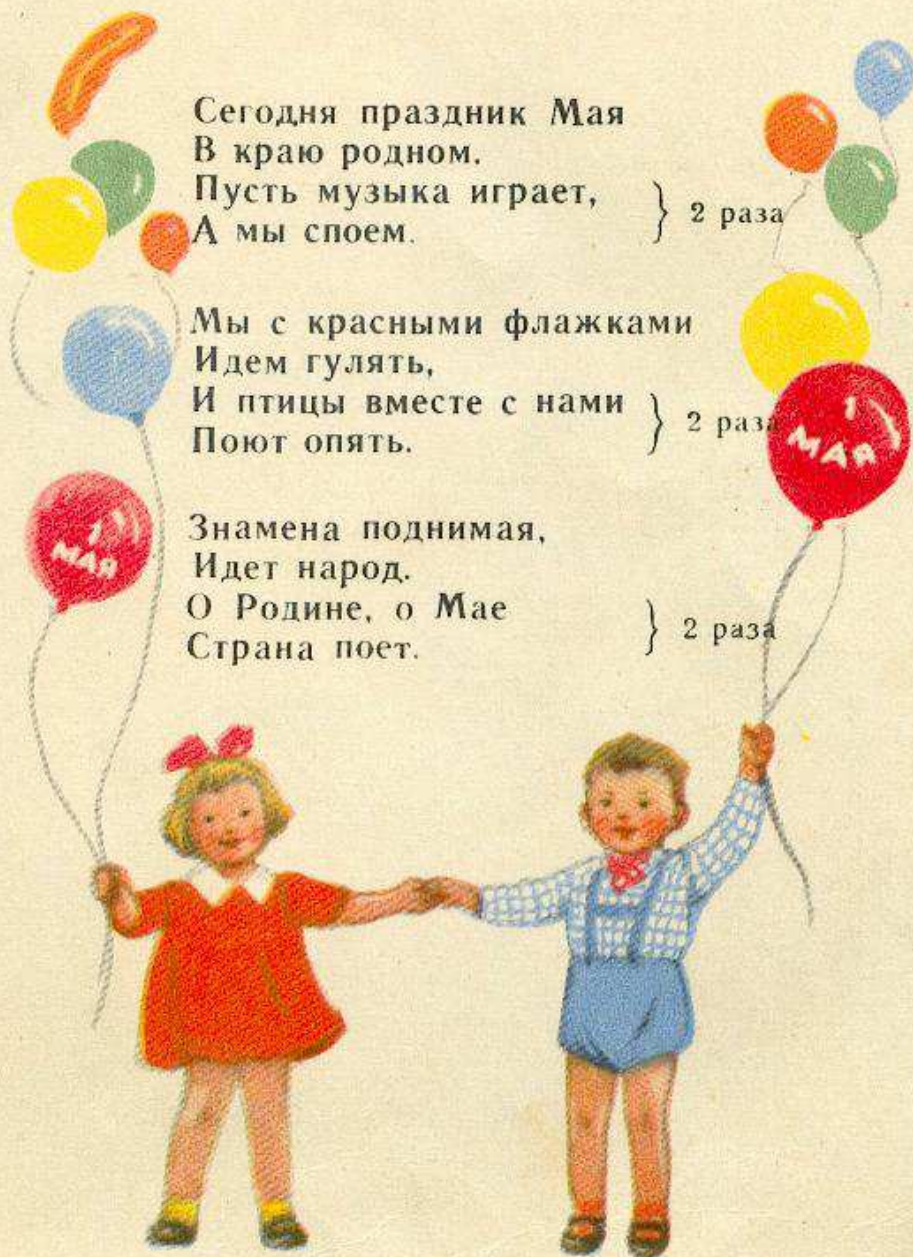 Сегодня праздник Мая
В краю родном.
Пусть музыка играет,
А мы споем.
} 2 раза
Мы с красными флажками
Идем гулять,
И птицы вместе с нами
Поют опять.
} 2 раза
Знамена поднимая,
Идет народ.
О Родине, о Мае
Страна поет.
} 2 раза
1
МАЯ
1
МАЯ